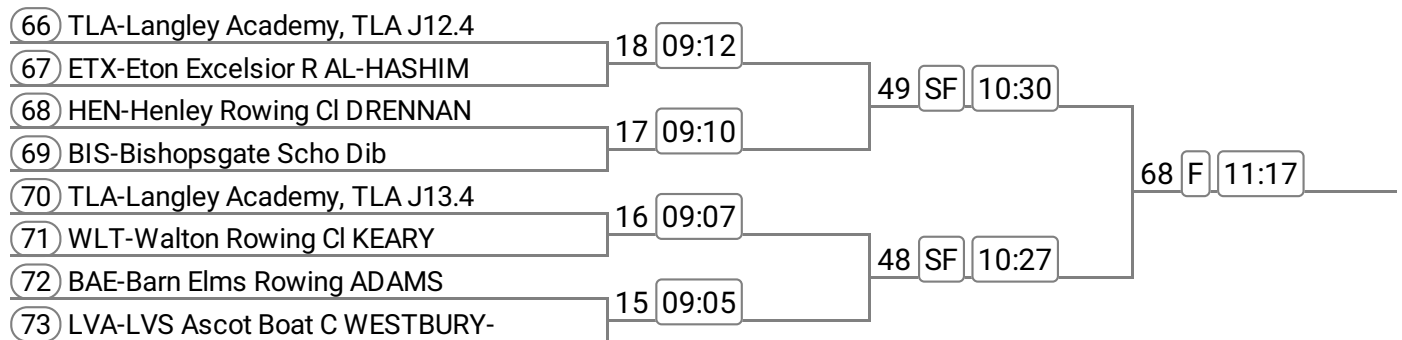 66 TLA-Langley Academy, TLA J12.4
18 09:12
67 ETX-Eton Excelsior R AL-HASHIM
49 SF 10:30
68 HEN-Henley Rowing Cl DRENNAN
17 09:10
69 BIS-Bishopsgate Scho Dib
68 F 11:17
70 TLA-Langley Academy, TLA J13.4
16 09:07
71 WLT-Walton Rowing Cl KEARY
48 SF 10:27
72 BAE-Barn Elms Rowing ADAMS
15 09:05
73 LVA-LVS Ascot Boat C WESTBURY-